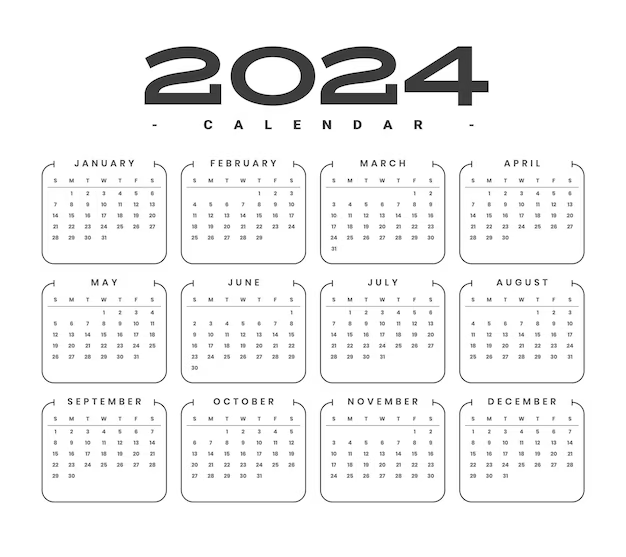 2024
- CALENDAR -
JANUARY
S M T W T F S
1 2 3 4 5 6
7 8 9 10 11 12 13
14 15 16 17 18 19 20
21 22 23 24 25 26 27
28 29 30 31
FEBRUARY
S M T W T F S
1 2 3
4 5 6 7 8 9 10
11 12 13 14 15 16 17
18 19 20 21 22 23 24
25 26 27 28 29
MARCH
S M T W T F S
1 2
3 4 5 6 7 8 9
10 11 12 13 14 15 16
17 18 19 20 21 22 23
24 25 26 27 28 29 30
31
APRIL
S M T W T F S
1 2 3 4 5 6
7 8 9 10 11 12 13
14 15 16 17 18 19 20
21 22 23 24 25 26 27
28 29 30
MAY
S M T W T F S
1 2 3 4
5 6 7 8 9 10 11
12 13 14 15 16 17 18
19 20 21 22 23 24 25
26 27 28 29 30 31
JUNE
S M T W T F S
1
2 3 4 5 6 7 8
9 10 11 12 13 14 15
16 17 18 19 20 21 22
23 24 25 26 27 28 29
30
JULY
S M T W T F S
1 2 3 4 5 6
7 8 9 10 11 12 13
14 15 16 17 18 19 20
21 22 23 24 25 26 27
28 29 30 31
AUGUST
S M T W T F S
1 2 3
4 5 6 7 8 9 10
11 12 13 14 15 16 17
18 19 20 21 22 23 24
25 26 27 28 29 30 31
SEPTEMBER
S M T W T F S
1 2 3 4 5 6 7
8 9 10 11 12 13 14
15 16 17 18 19 20 21
22 23 24 25 26 27 28
29 30
OCTOBER
S M T W T F S
1 2 3 4 5
6 7 8 9 10 11 12
13 14 15 16 17 18 19
20 21 22 23 24 25 26
27 28 29 30 31
NOVEMBER
S M T W T F S
1 2
3 4 5 6 7 8 9
10 11 12 13 14 15 16
17 18 19 20 21 22 23
24 25 26 27 28 29 30
DECEMBER
S M T W T F S
1 2 3 4 5 6 7
8 9 10 11 12 13 14
15 16 17 18 19 20 21
22 23 24 25 26 27 28
29 30 31